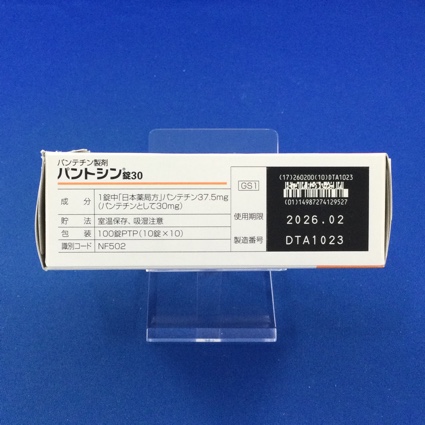 パンテチン製剤
パントシン®錠30
成分 1錠中「日本薬局方」パンテチン37.5mg
(パンテチンとして30mg)
貯法 室温保存、吸湿注意
包装 100錠PTP(10錠×10)
識別コード NF502
GS1
(17)260200(10)DTA1023
(01)14987274129527
使用期限 2026.02
製造番号 DTA1023